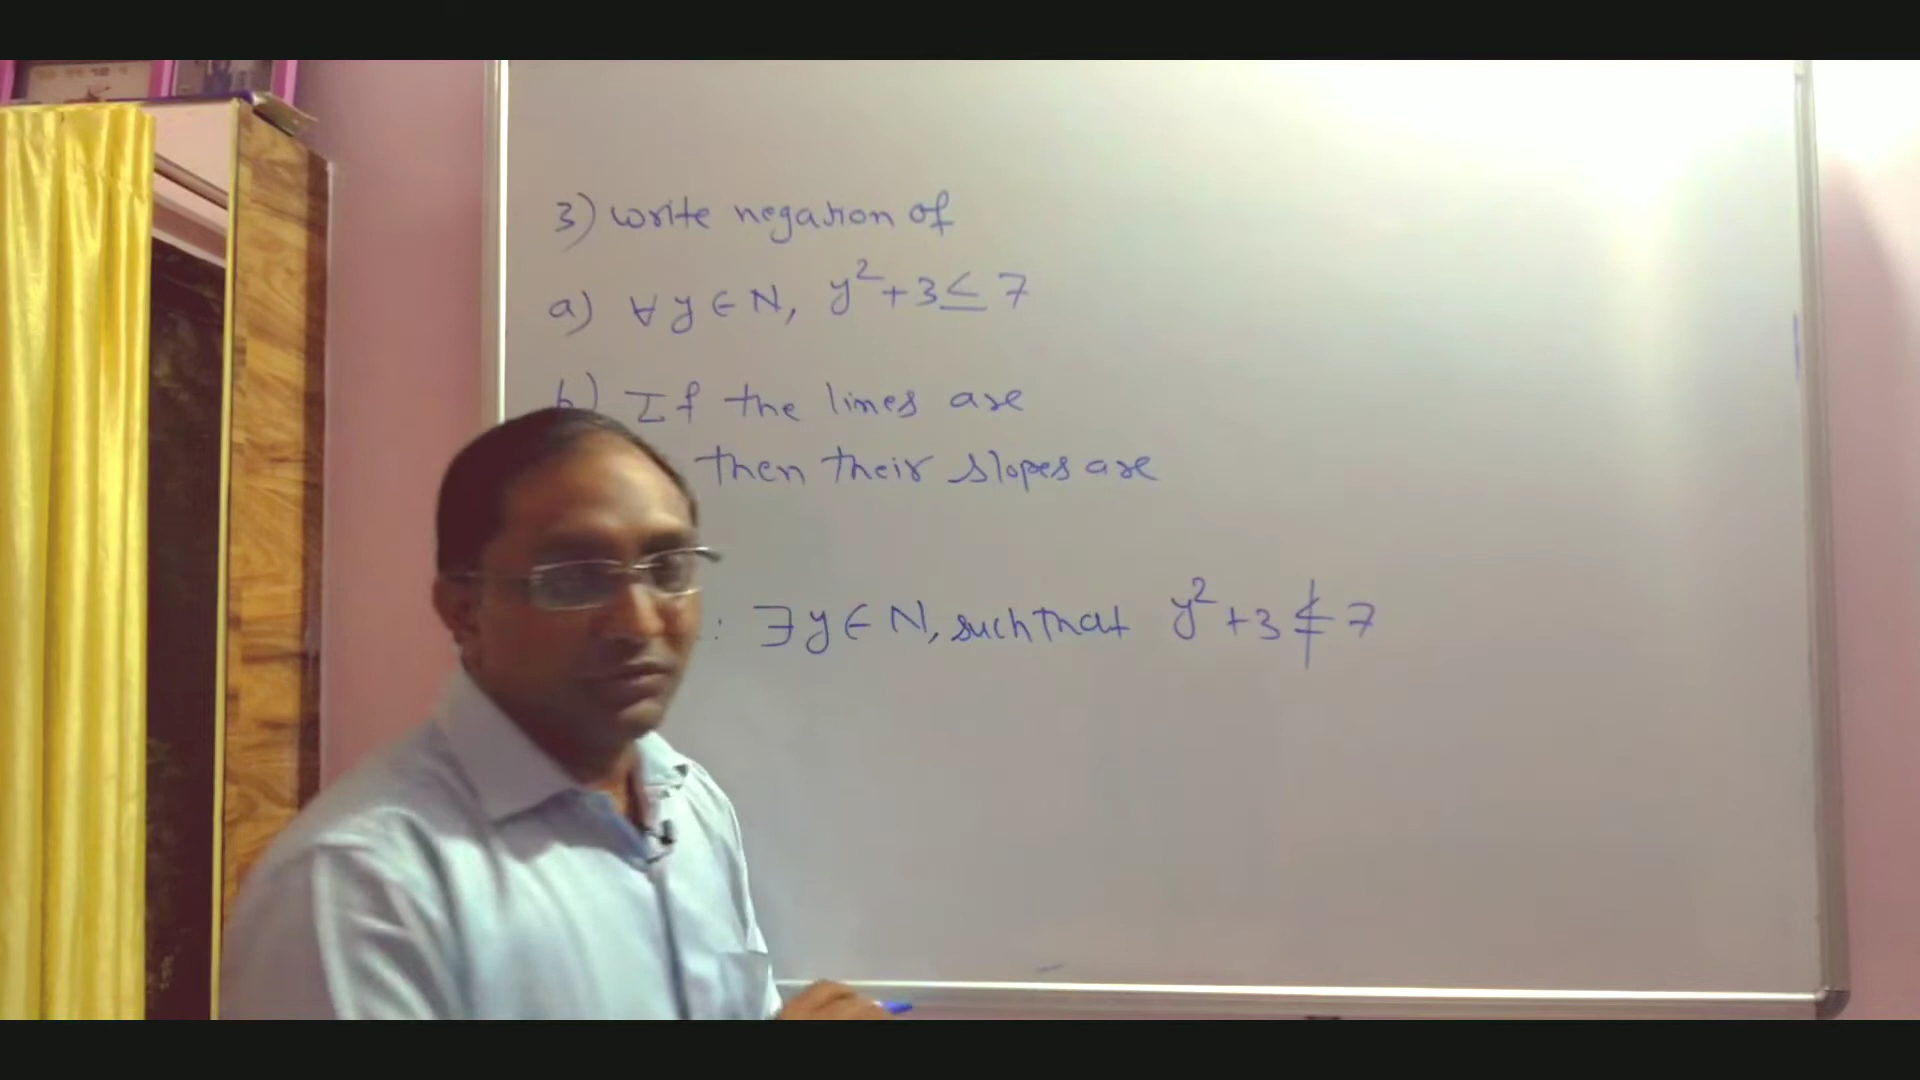 3) write negation of
a) ∀ y ∈ N, y² + 3 ≤ 7
b) If the lines are
then their slopes are
: ∃ y ∈ N, such that y² + 3 ≰ 7